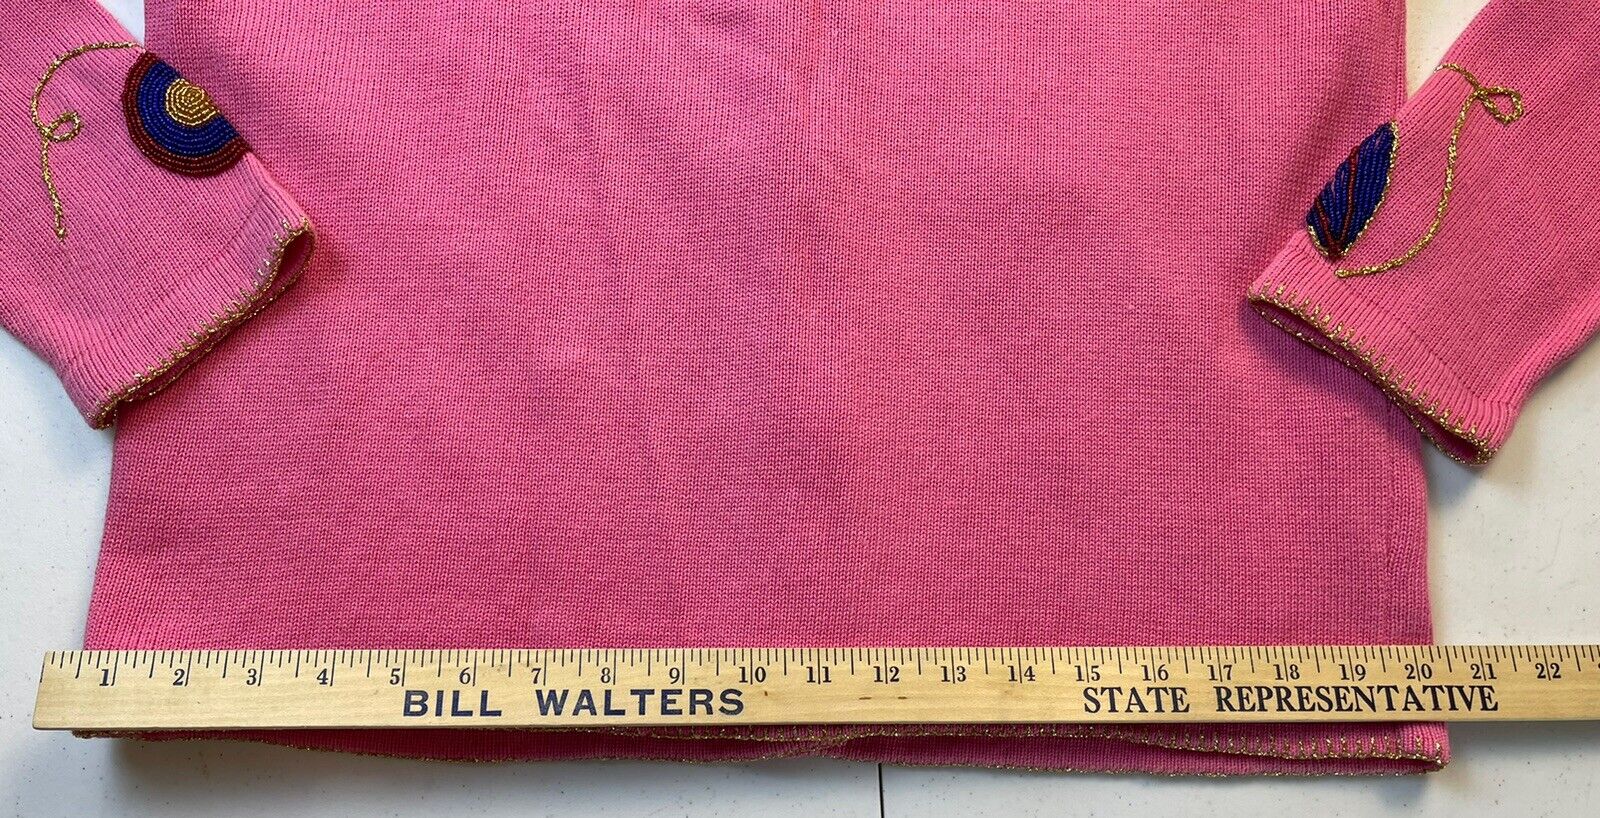 1 2 3 4 5 6 7 8 9 10 11 12 13 14 15 16 17 18 19 20 21 22
BILL WALTERS STATE REPRESENTATIVE